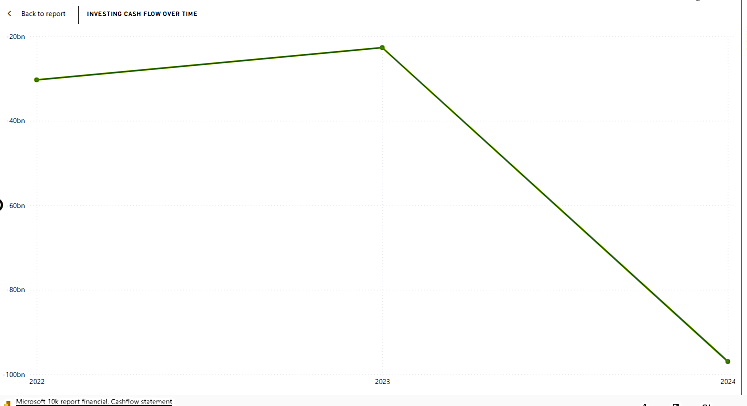 Back to report
INVESTING CASH FLOW OVER TIME
20bn
40bn
60bn
80bn
100bn
2022
2023
2024
Microsoft 10k report financial. Cashflow statement